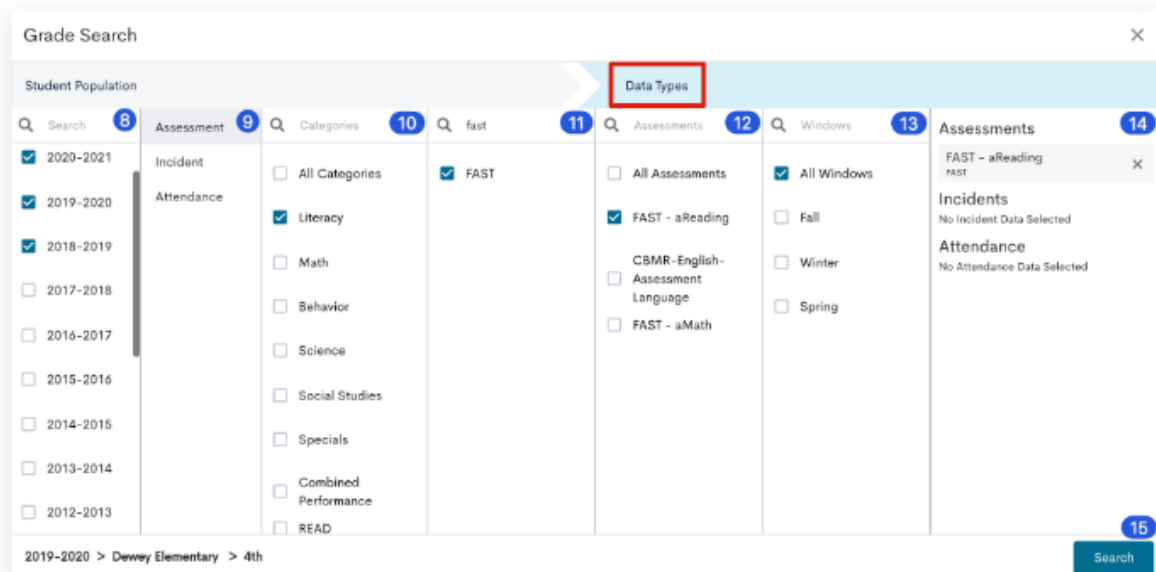 Grade Search
Student Population
Data Types
Search
8
2020-2021
2019-2020
2018-2019
2017-2018
2016-2017
2015-2016
2014-2015
2013-2014
2012-2013
Assessment
9
Incident
Attendance
Categories
10
All Categories
Literacy
Math
Behavior
Science
Social Studies
Specials
Combined
Performance
READ
fast
11
FAST
Assessments
12
All Assessments
FAST - aReading
CBMR-English-
Assessment
Language
FAST - aMath
Windows
13
All Windows
Fall
Winter
Spring
14
Assessments
FAST - aReading
FAST
Incidents
No Incident Data Selected
Attendance
No Attendance Data Selected
2019-2020 > Dewey Elementary > 4th
15
Search